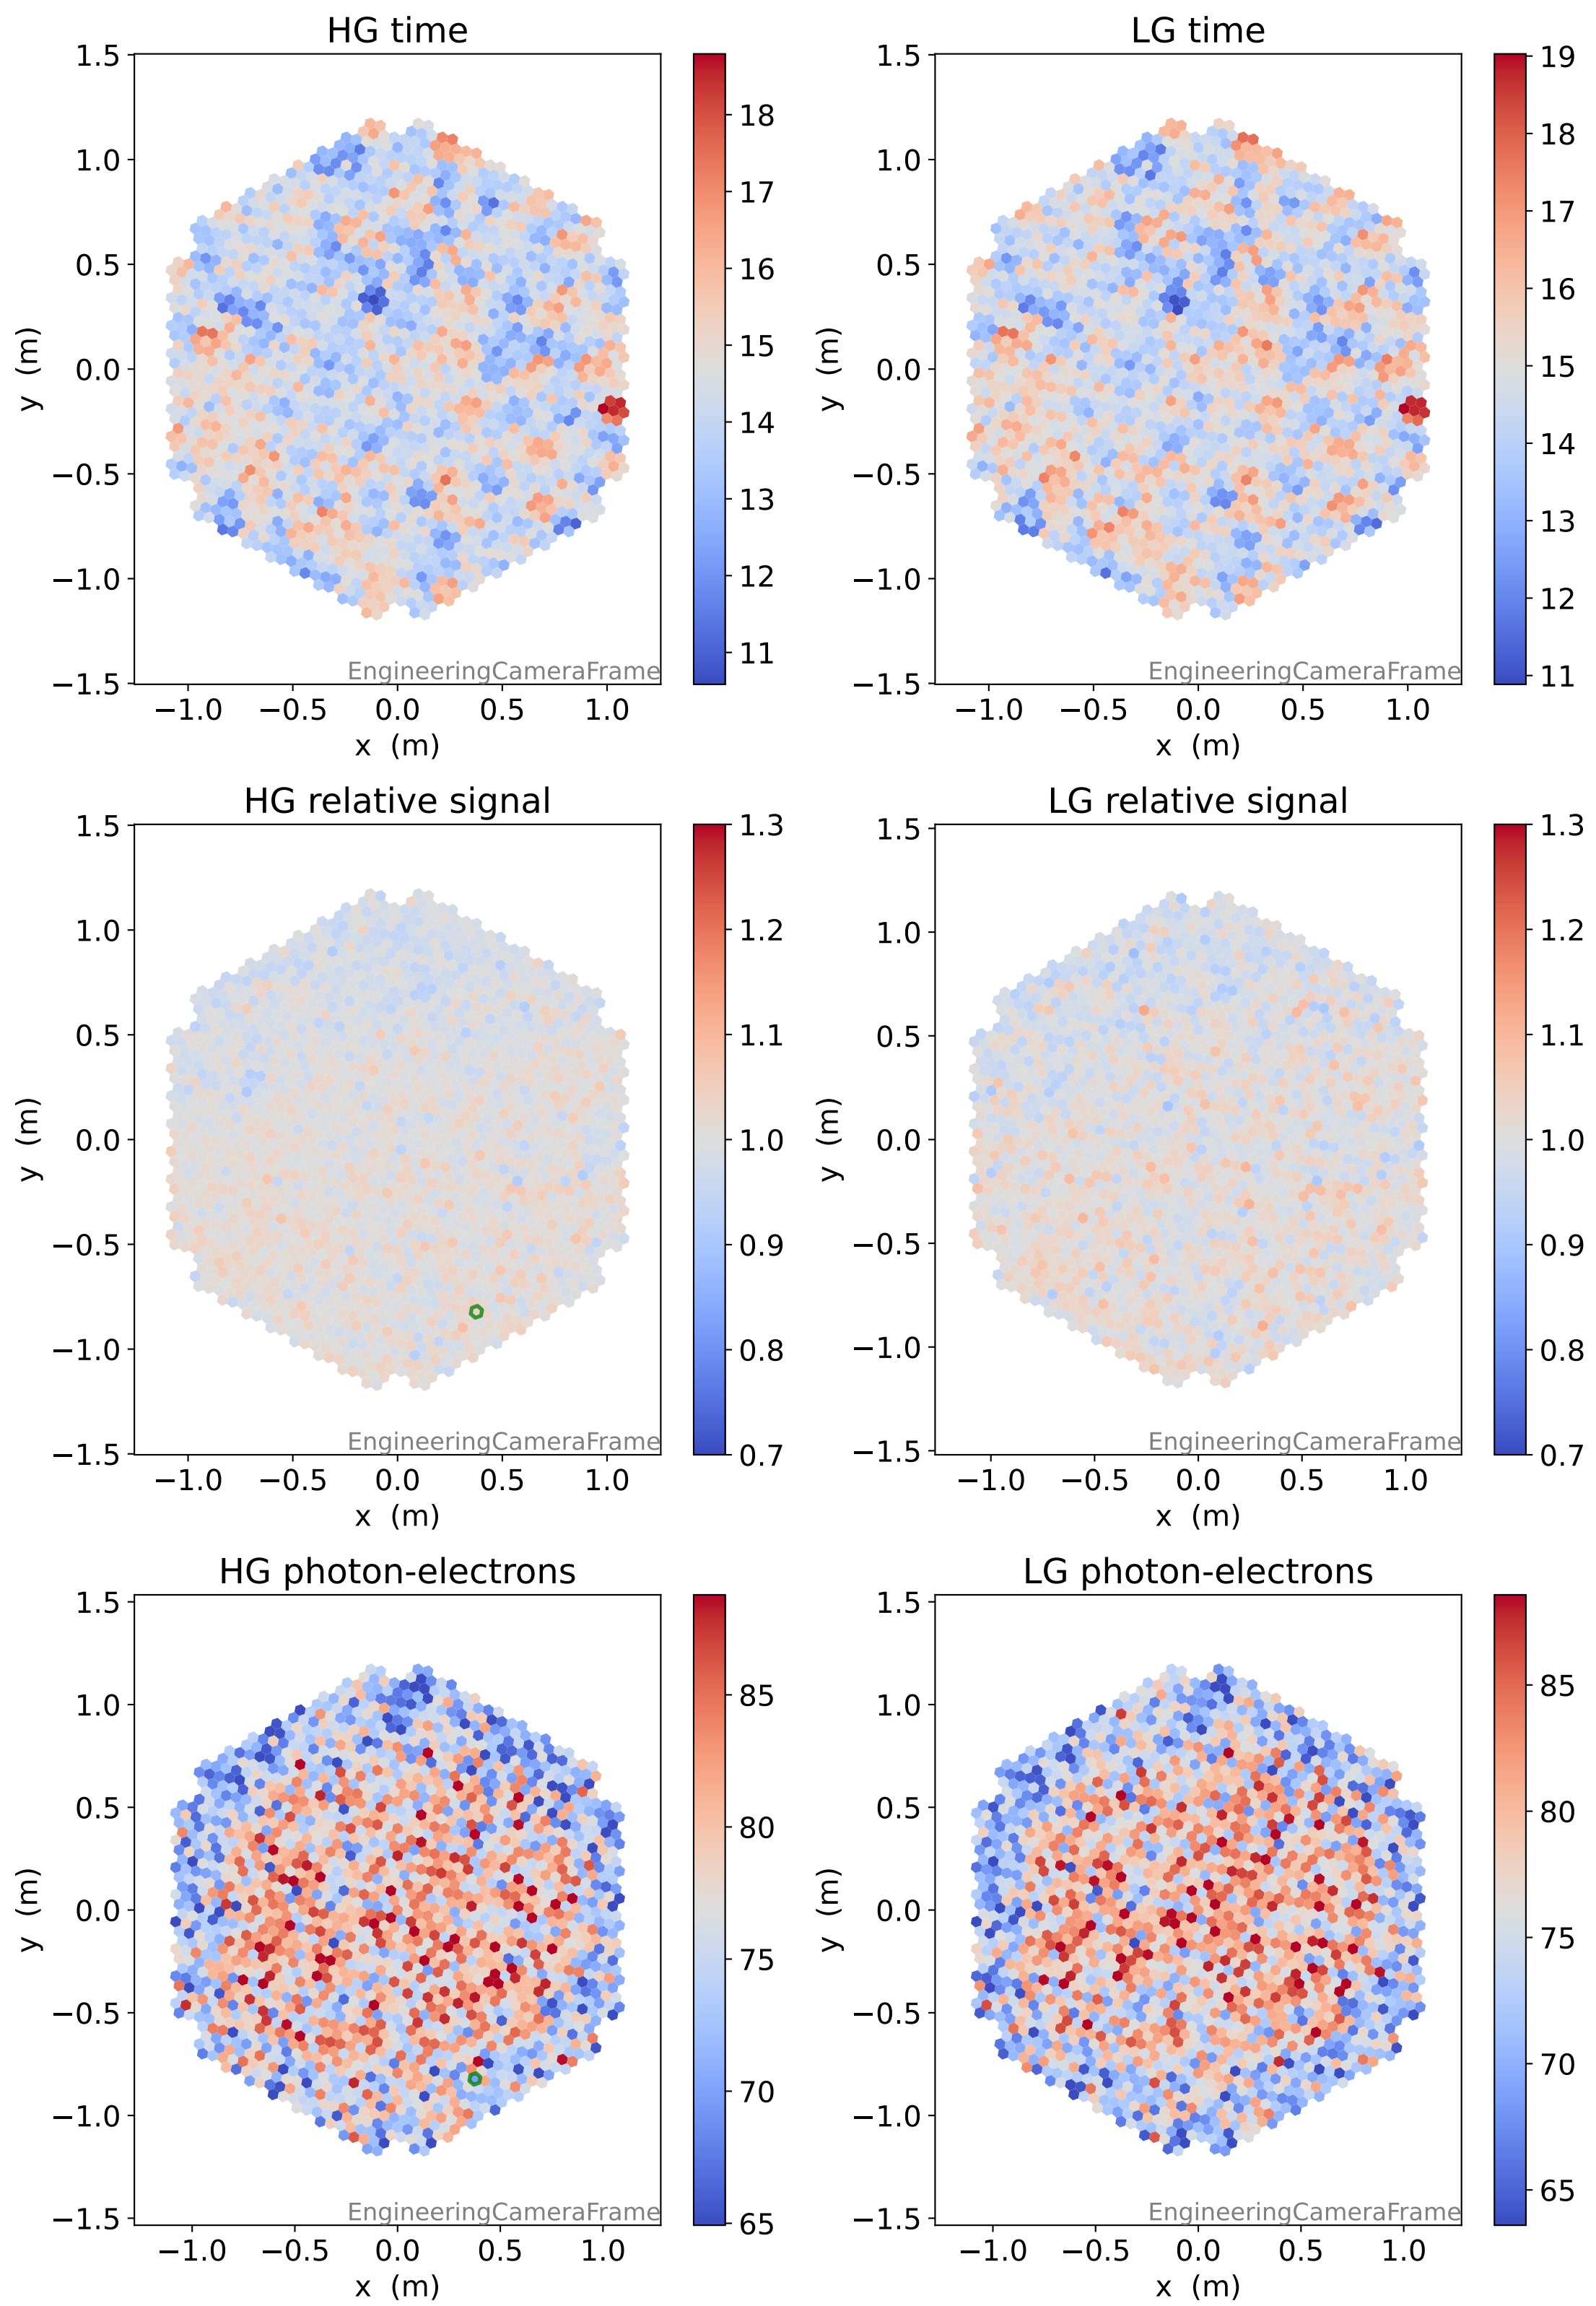 HG time
1.5
1.0
0.5
0.0
−0.5
−1.0
−1.5
y (m)
EngineeringCameraFrame
−1.0 −0.5 0.0 0.5 1.0
x (m)
18
17
16
15
14
13
12
11
LG time
1.5
1.0
0.5
0.0
−0.5
−1.0
−1.5
y (m)
EngineeringCameraFrame
−1.0 −0.5 0.0 0.5 1.0
x (m)
19
18
17
16
15
14
13
12
11
HG relative signal
1.5
1.0
0.5
0.0
−0.5
−1.0
−1.5
y (m)
EngineeringCameraFrame
−1.0 −0.5 0.0 0.5 1.0
x (m)
1.3
1.2
1.1
1.0
0.9
0.8
0.7
LG relative signal
1.5
1.0
0.5
0.0
−0.5
−1.0
−1.5
y (m)
EngineeringCameraFrame
−1.0 −0.5 0.0 0.5 1.0
x (m)
1.3
1.2
1.1
1.0
0.9
0.8
0.7
HG photon-electrons
1.5
1.0
0.5
0.0
−0.5
−1.0
−1.5
y (m)
EngineeringCameraFrame
−1.0 −0.5 0.0 0.5 1.0
x (m)
85
80
75
70
65
LG photon-electrons
1.5
1.0
0.5
0.0
−0.5
−1.0
−1.5
y (m)
EngineeringCameraFrame
−1.0 −0.5 0.0 0.5 1.0
x (m)
85
80
75
70
65